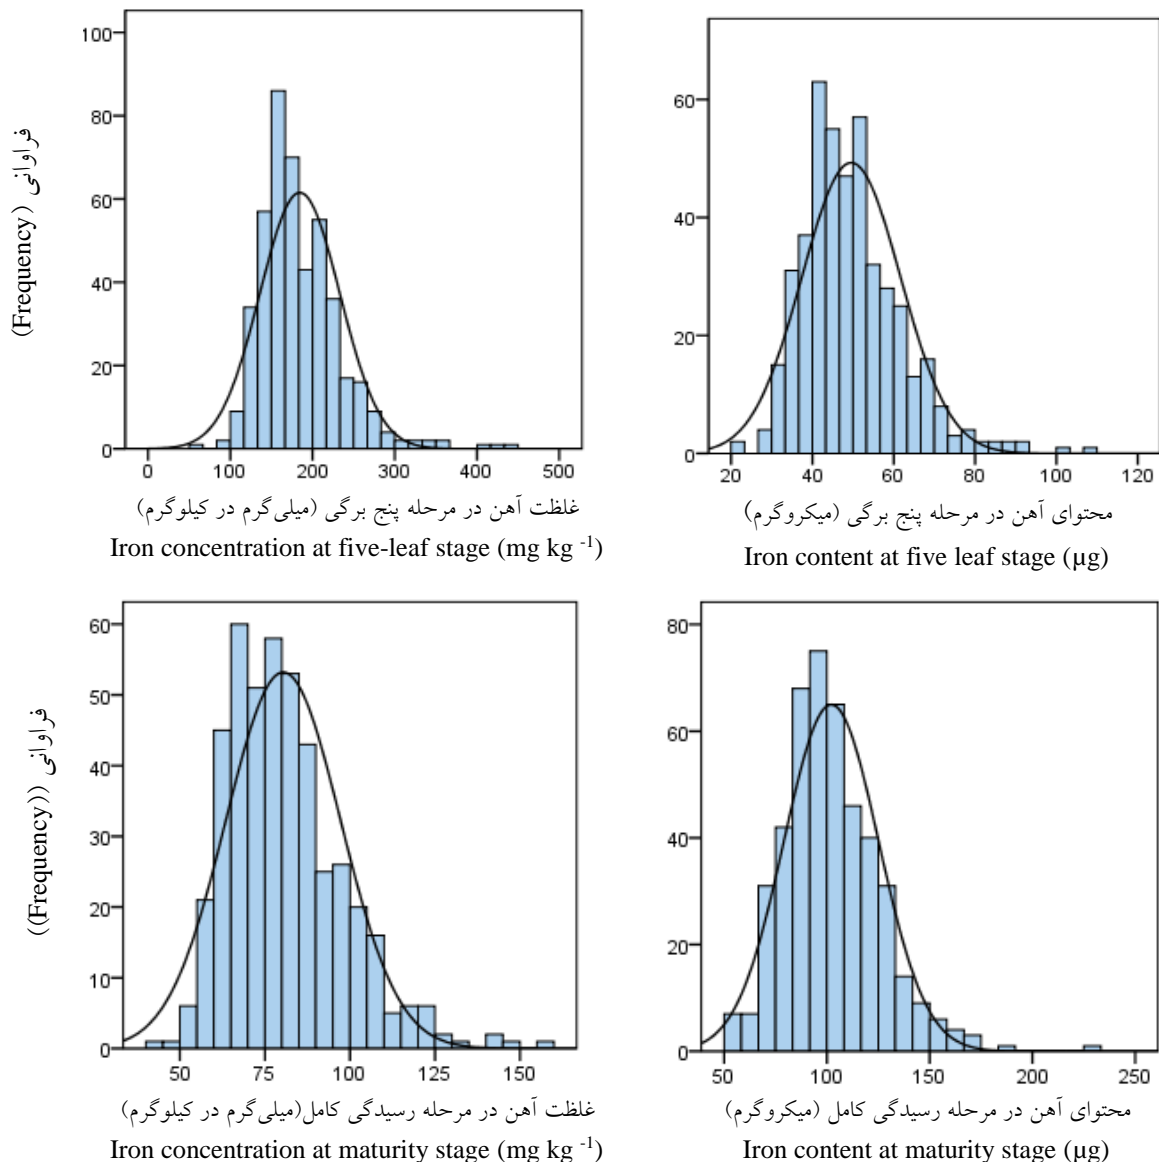 فراوانی (Frequency)
100
80
60
40
20
0
0 100 200 300 400 500
غلظت آهن در مرحله پنج برگی (میلی‌گرم در کیلوگرم)
Iron concentration at five-leaf stage (mg kg -1)
60
40
20
0
20 40 60 80 100 120
محتوای آهن در مرحله پنج برگی (میکروگرم)
Iron content at five leaf stage (µg)
فراوانی ((Frequency))
60
50
40
30
20
10
0
50 75 100 125 150
غلظت آهن در مرحله رسیدگی کامل(میلی‌گرم در کیلوگرم)
Iron concentration at maturity stage (mg kg -1)
80
60
40
20
0
50 100 150 200 250
محتوای آهن در مرحله رسیدگی کامل (میکروگرم)
Iron content at maturity stage (µg)